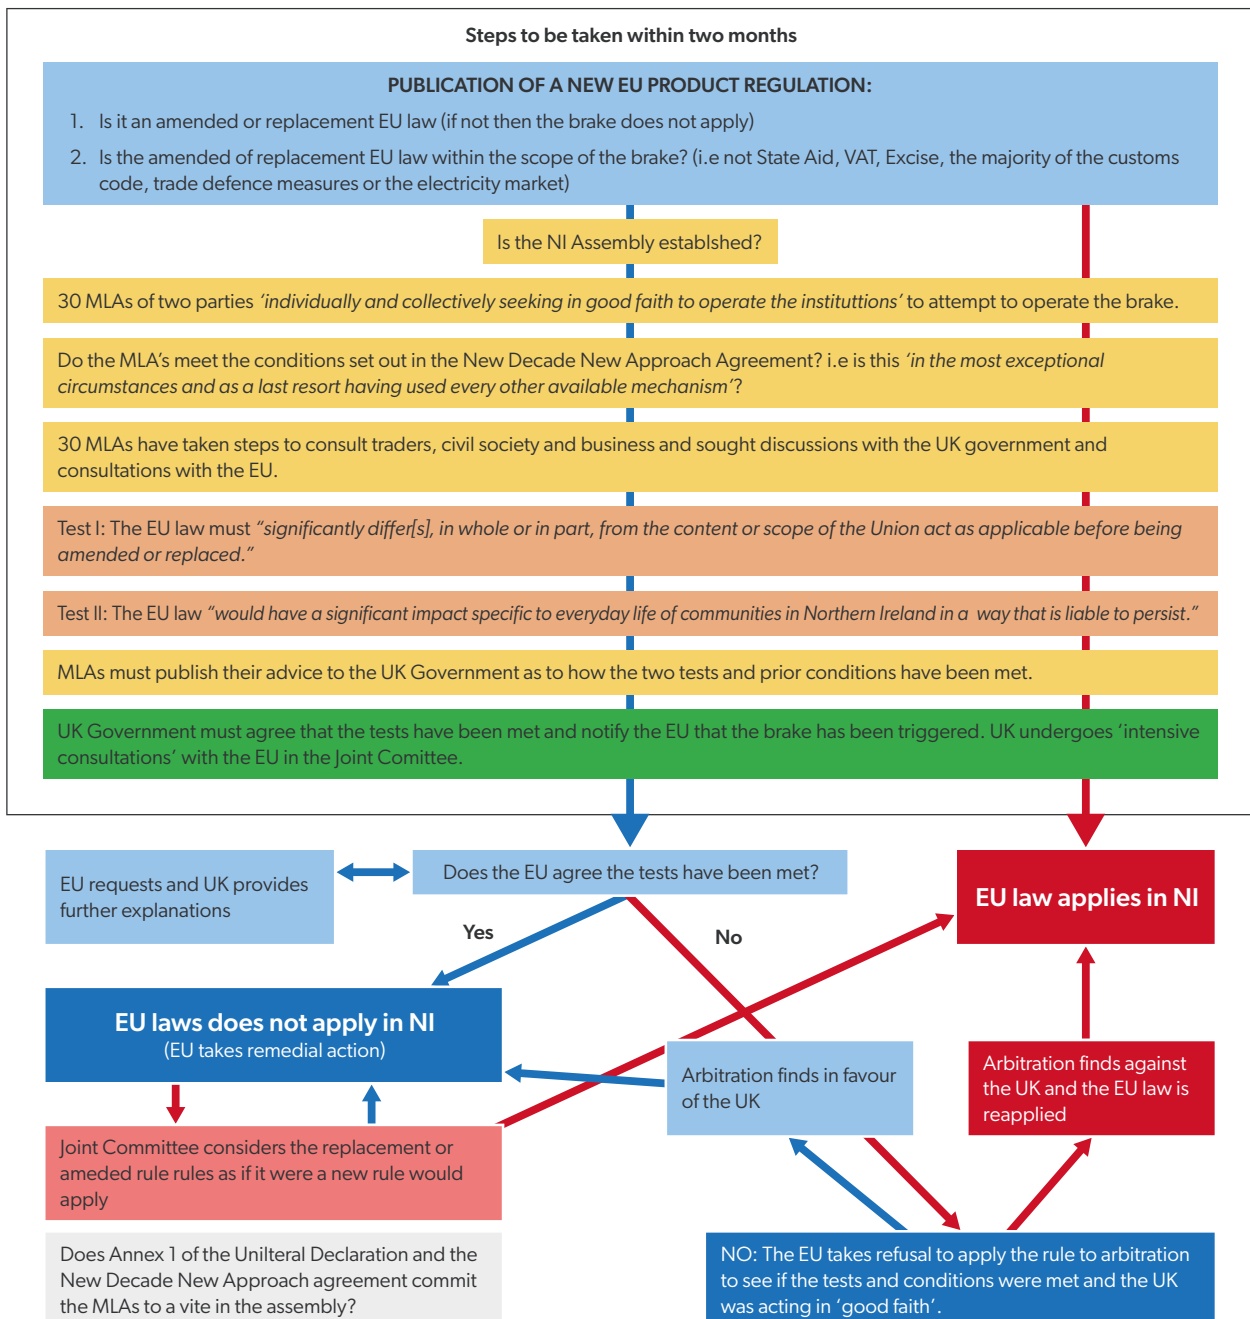 Steps to be taken within two months
PUBLICATION OF A NEW EU PRODUCT REGULATION:
1. Is it an amended or replacement EU law (if not then the brake does not apply)
2. Is the amended of replacement EU law within the scope of the brake? (i.e not State Aid, VAT, Excise, the majority of the customs
code, trade defence measures or the electricity market)
Is the NI Assembly establshed?
30 MLAs of two parties ‘individually and collectively seeking in good faith to operate the instituttions’ to attempt to operate the brake.
Do the MLA’s meet the conditions set out in the New Decade New Approach Agreement? i.e is this ‘in the most exceptional
circumstances and as a last resort having used every other available mechanism’?
30 MLAs have taken steps to consult traders, civil society and business and sought discussions with the UK government and
consultations with the EU.
Test I: The EU law must “significantly differ[s], in whole or in part, from the content or scope of the Union act as applicable before being
amended or replaced.”
Test II: The EU law “would have a significant impact specific to everyday life of communities in Northern Ireland in a way that is liable to persist.”
MLAs must publish their advice to the UK Government as to how the two tests and prior conditions have been met.
UK Government must agree that the tests have been met and notify the EU that the brake has been triggered. UK undergoes ‘intensive
consultations’ with the EU in the Joint Comittee.
EU requests and UK provides
further explanations
Does the EU agree the tests have been met?
EU law applies in NI
Yes
No
EU laws does not apply in NI
(EU takes remedial action)
Arbitration finds in favour
of the UK
Arbitration finds against
the UK and the EU law is
reapplied
Joint Committee considers the replacement or
ameded rule rules as if it were a new rule would
apply
Does Annex 1 of the Unilteral Declaration and the
New Decade New Approach agreement commit
the MLAs to a vite in the assembly?
NO: The EU takes refusal to apply the rule to arbitration
to see if the tests and conditions were met and the UK
was acting in ‘good faith’.